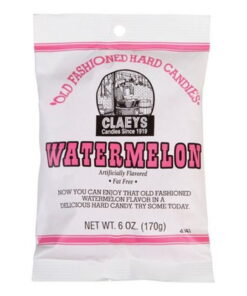 "OLD FASHIONED HARD CANDIES"
CLAEYS
Candies Since 1919
WATERMELON
Artificially Flavored
• Fat Free •
NOW YOU CAN ENJOY THAT OLD FASHIONED
WATERMELON FLAVOR IN A
DELICIOUS HARD CANDY. TRY SOME TODAY.
NET WT. 6 OZ. (170g)